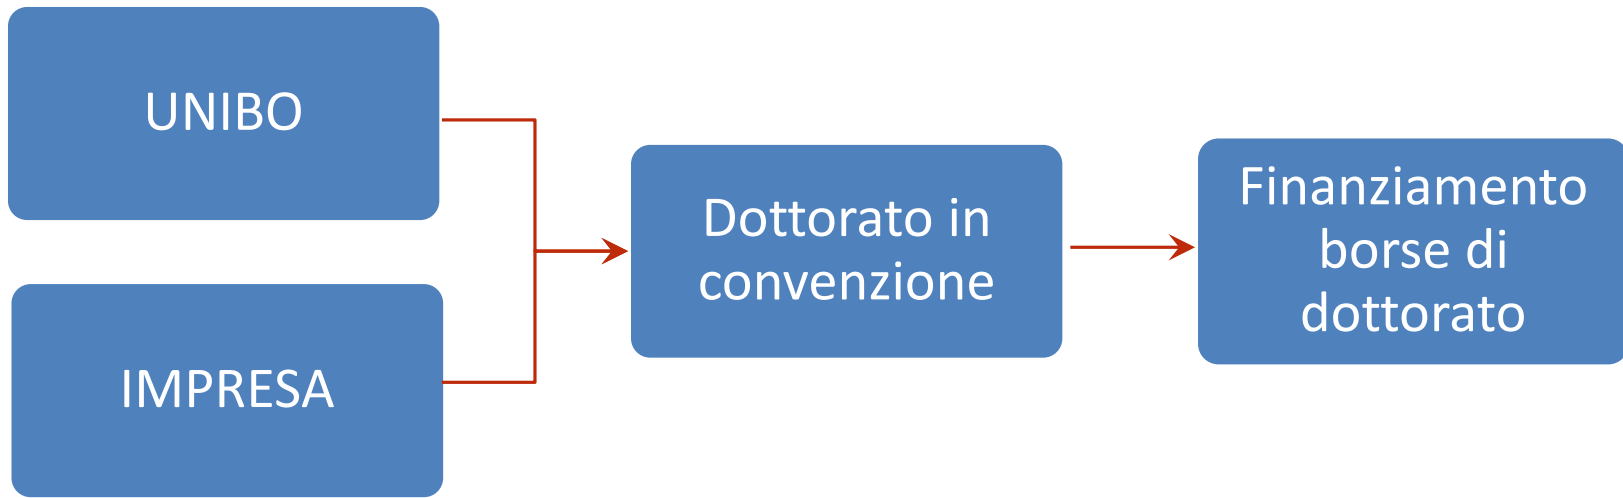 UNIBO
IMPRESA
Dottorato in
convenzione
Finanziamento
borse di
dottorato